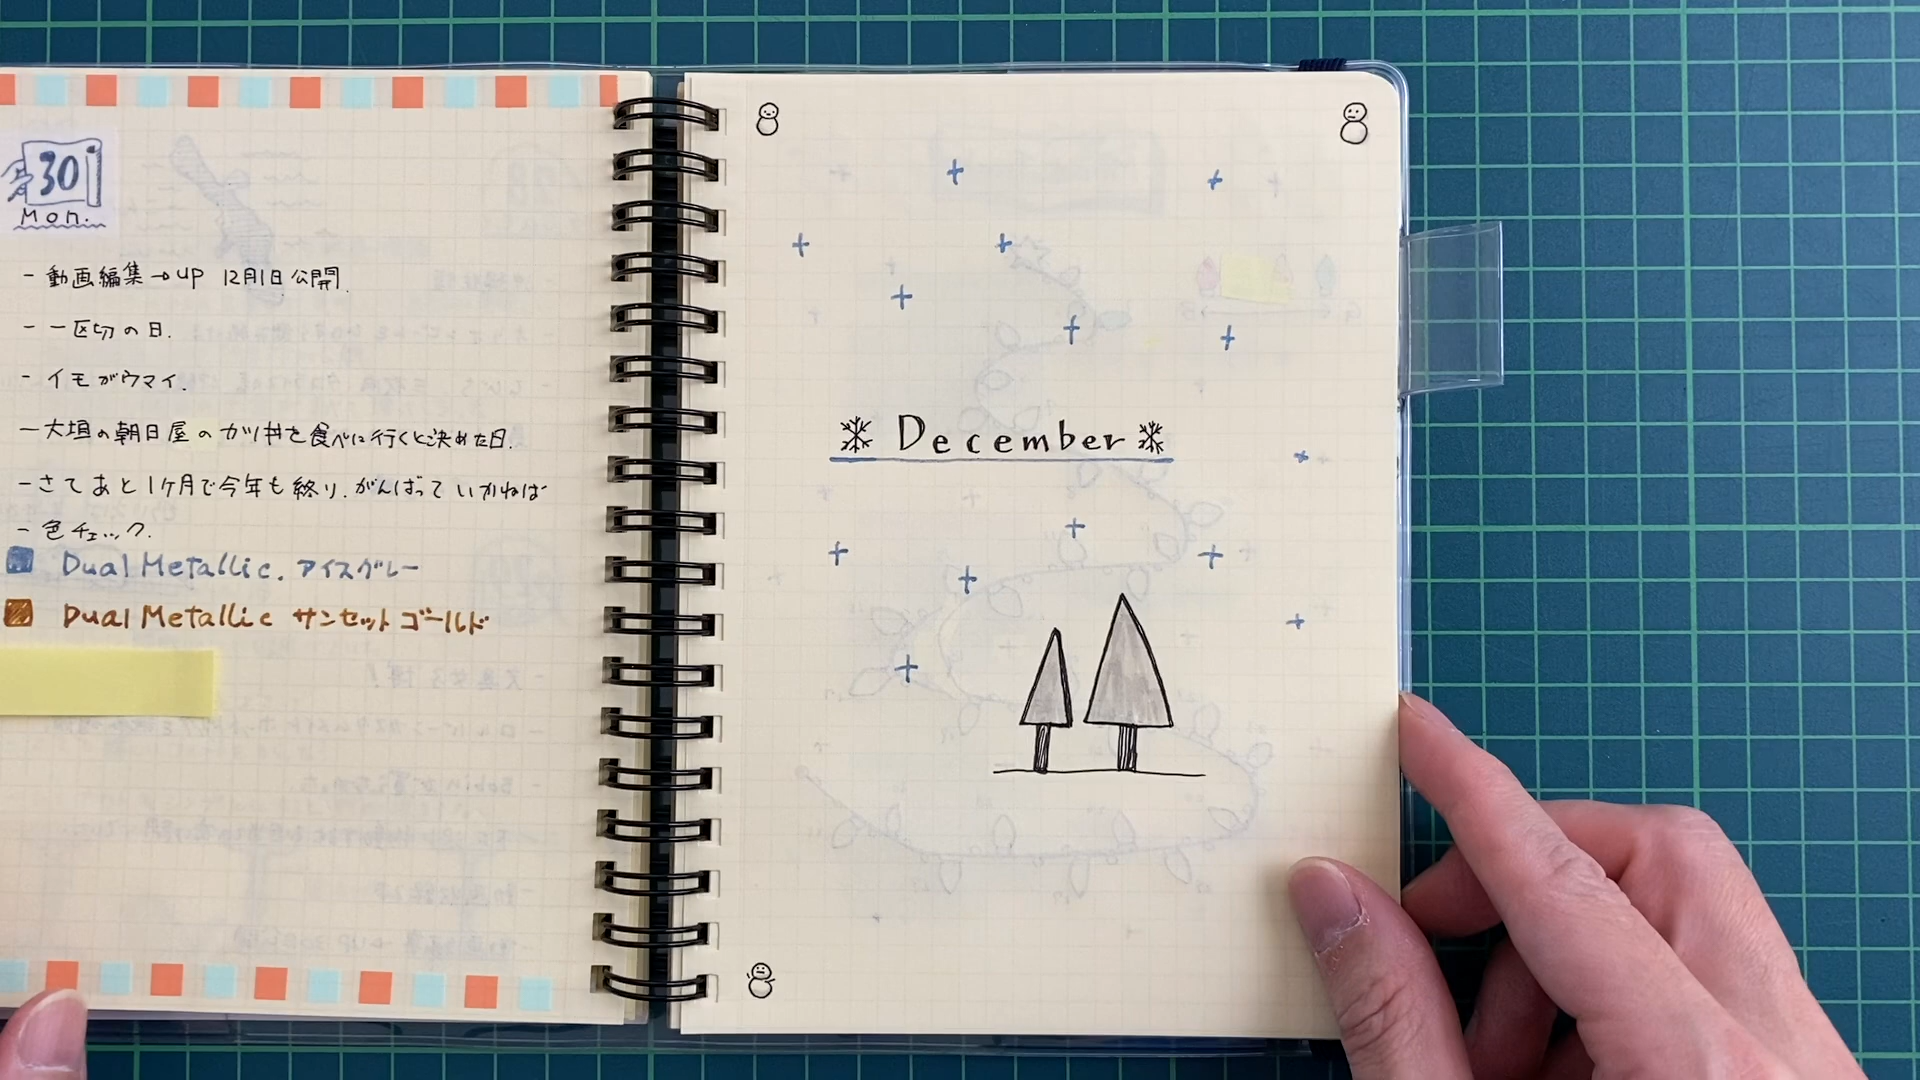 30
Mon.
- 動画編集→UP 12月1日公開.
- 一区切の日.
- イモがウマイ.
- 大垣の朝日屋のカツ丼を食べに行くと決めた日.
- さてあと1ヶ月で今年も終り.がんばっていかねば
- 色チェック.
Dual Metallic. アイスグレー
Dual Metallic サンセットゴールド
December